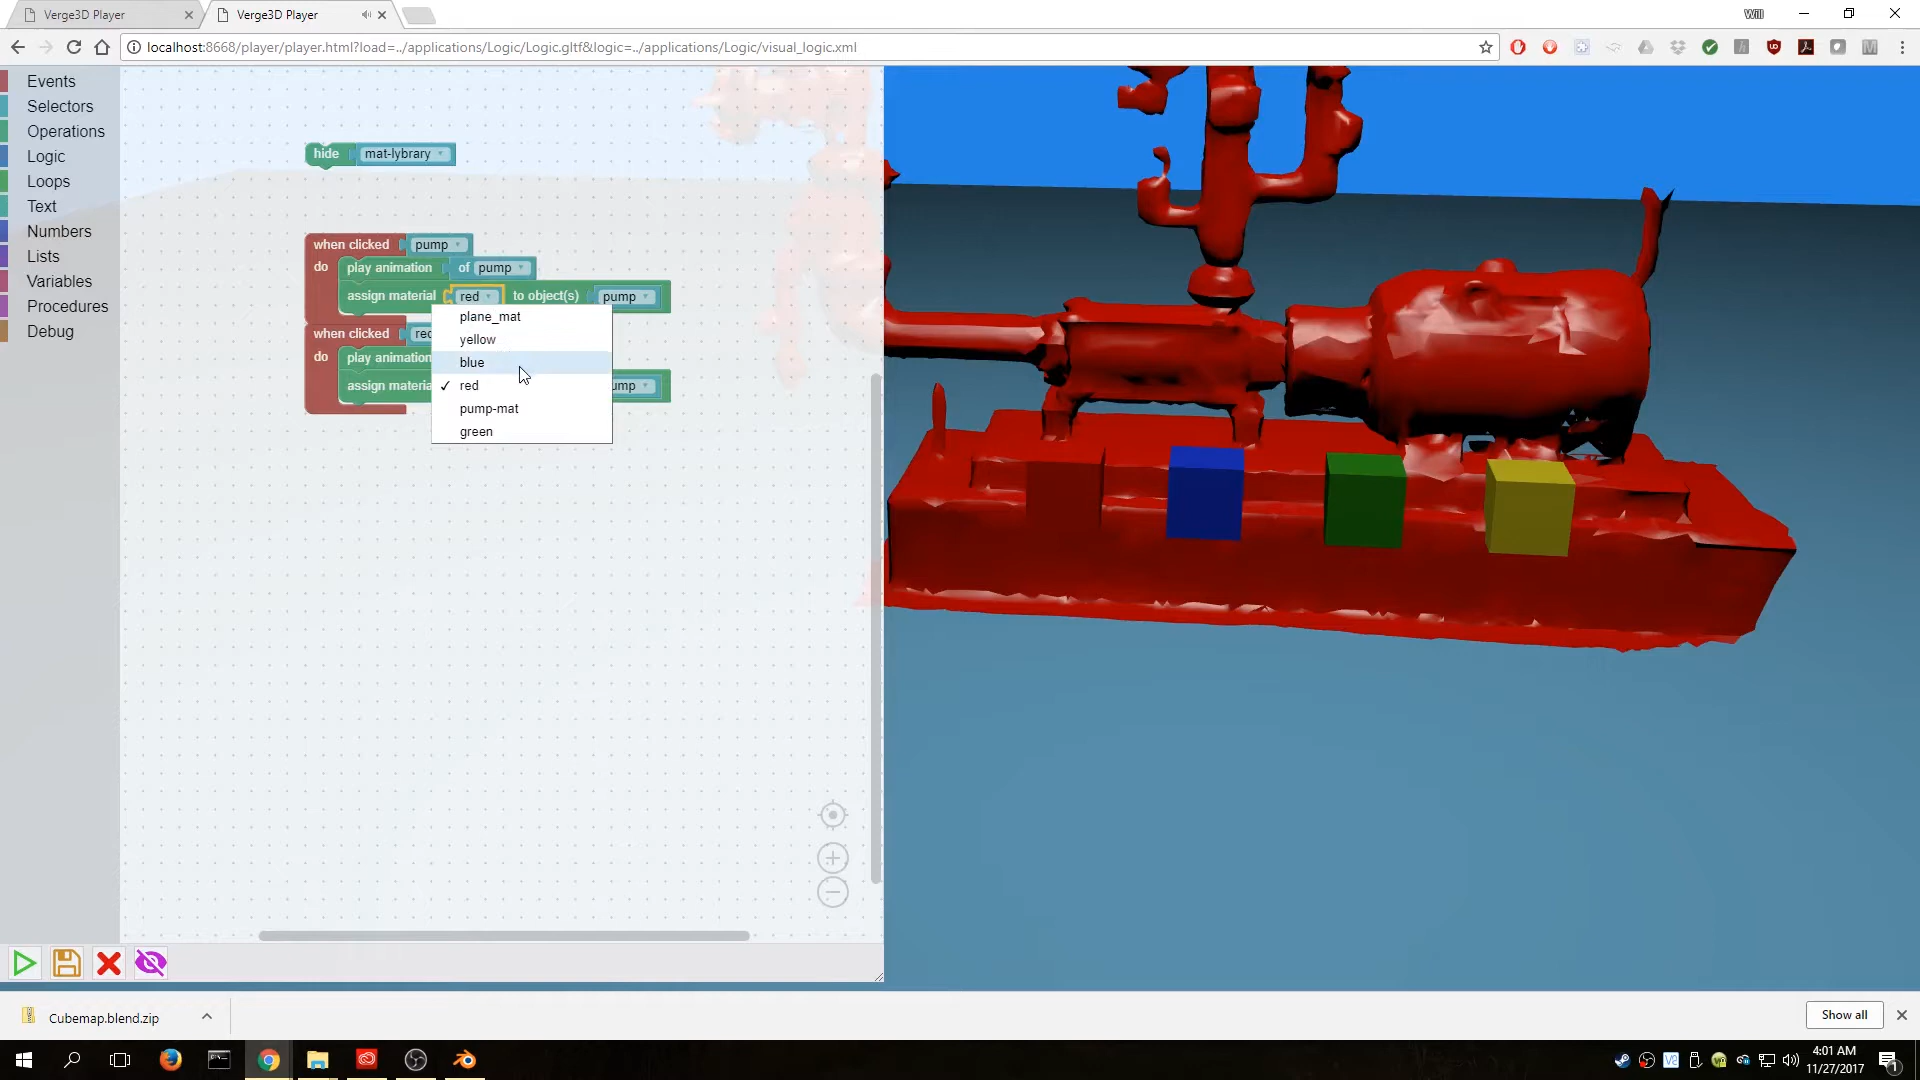 Verge3D Player
Verge3D Player
Will
localhost:8668/player/player.html?load=../applications/Logic/Logic.gltf&logic=../applications/Logic/visual_logic.xml
Events
Selectors
Operations
Logic
Loops
Text
Numbers
Lists
Variables
Procedures
Debug
hide mat-lybrary
when clicked pump
do play animation of pump
assign material red to object(s) pump
plane_mat
yellow
blue
red
pump-mat
green
when clicked
do play animation
Cubemap.blend.zip
Show all
4:01 AM
11/27/2017